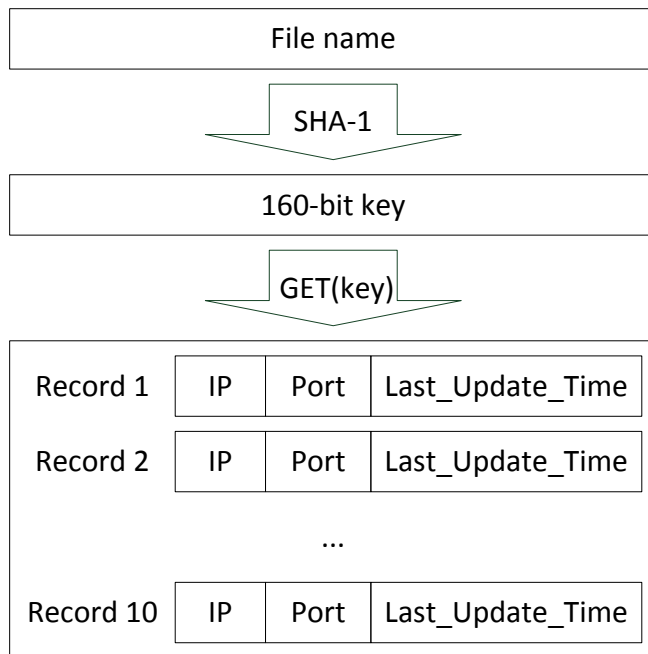 File name
SHA-1
160-bit key
GET(key)
Record 1 IP Port Last_Update_Time
Record 2 IP Port Last_Update_Time
...
Record 10 IP Port Last_Update_Time